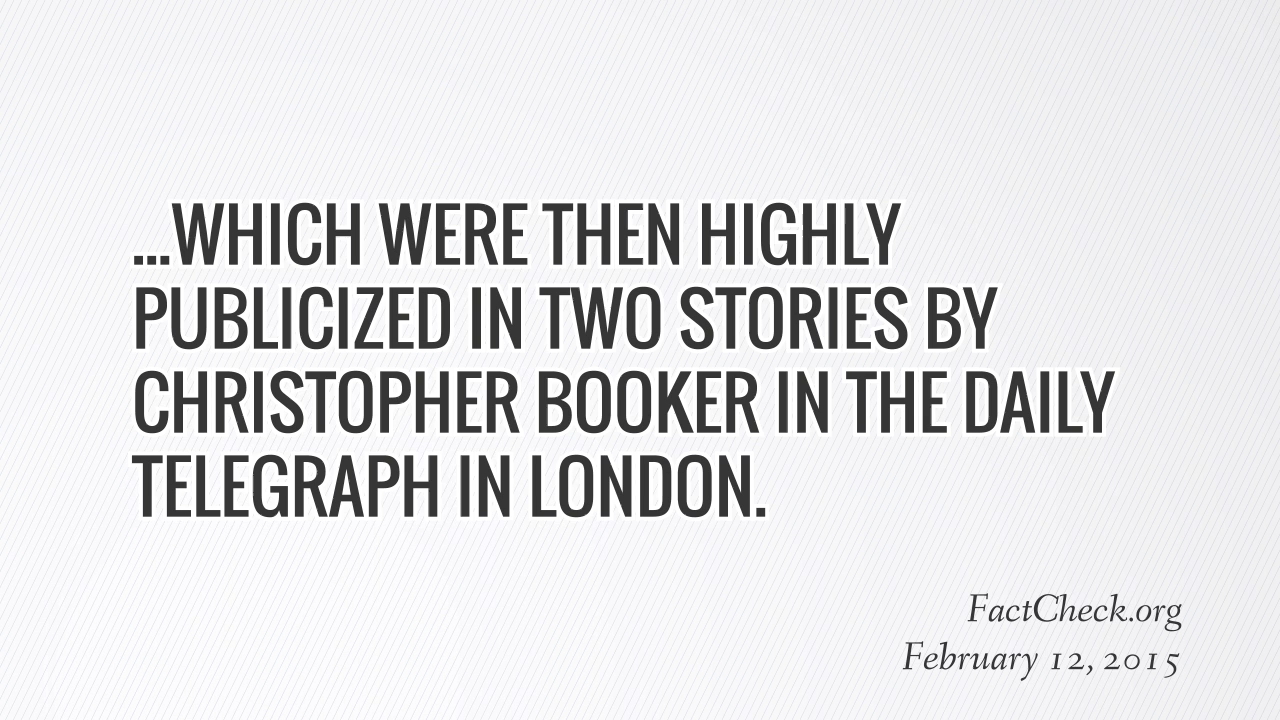 ...WHICH WERE THEN HIGHLY
PUBLICIZED IN TWO STORIES BY
CHRISTOPHER BOOKER IN THE DAILY
TELEGRAPH IN LONDON.
FactCheck.org
February 12, 2015